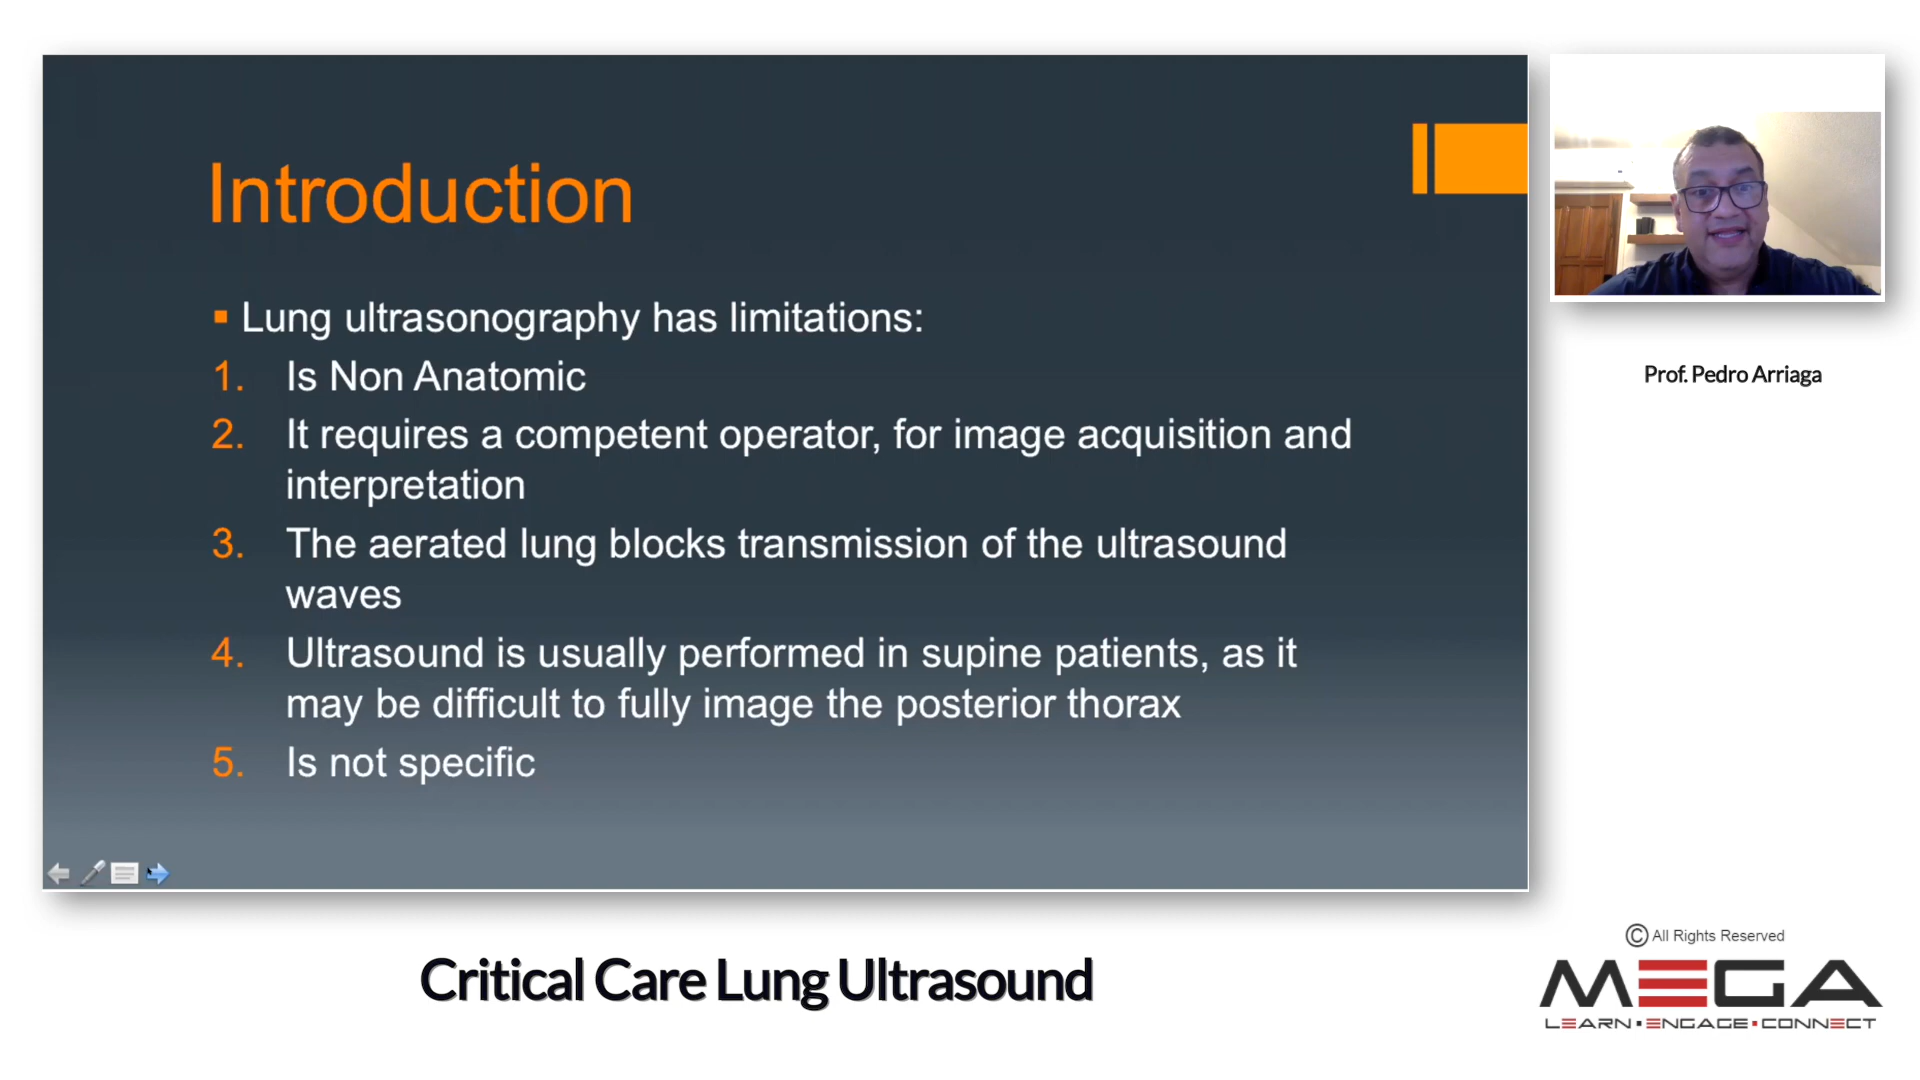 Introduction
▪ Lung ultrasonography has limitations:
1. Is Non Anatomic
2. It requires a competent operator, for image acquisition and
interpretation
3. The aerated lung blocks transmission of the ultrasound
waves
4. Ultrasound is usually performed in supine patients, as it
may be difficult to fully image the posterior thorax
5. Is not specific
Prof. Pedro Arriaga
Critical Care Lung Ultrasound
© All Rights Reserved
MEGA
LEARN▪ENGAGE▪CONNECT